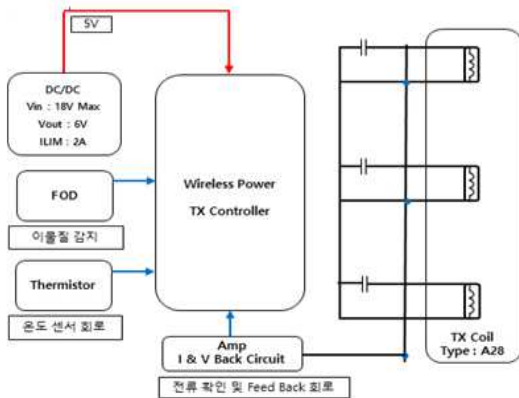 5V
DC/DC
Vin : 18V Max
Vout : 6V
ILIM : 2A
FOD
이물질 감지
Thermistor
온도 센서 회로
Wireless Power
TX Controller
Amp
I & V Back Circuit
전류 확인 및 Feed Back 회로
TX Coil
Type : A28